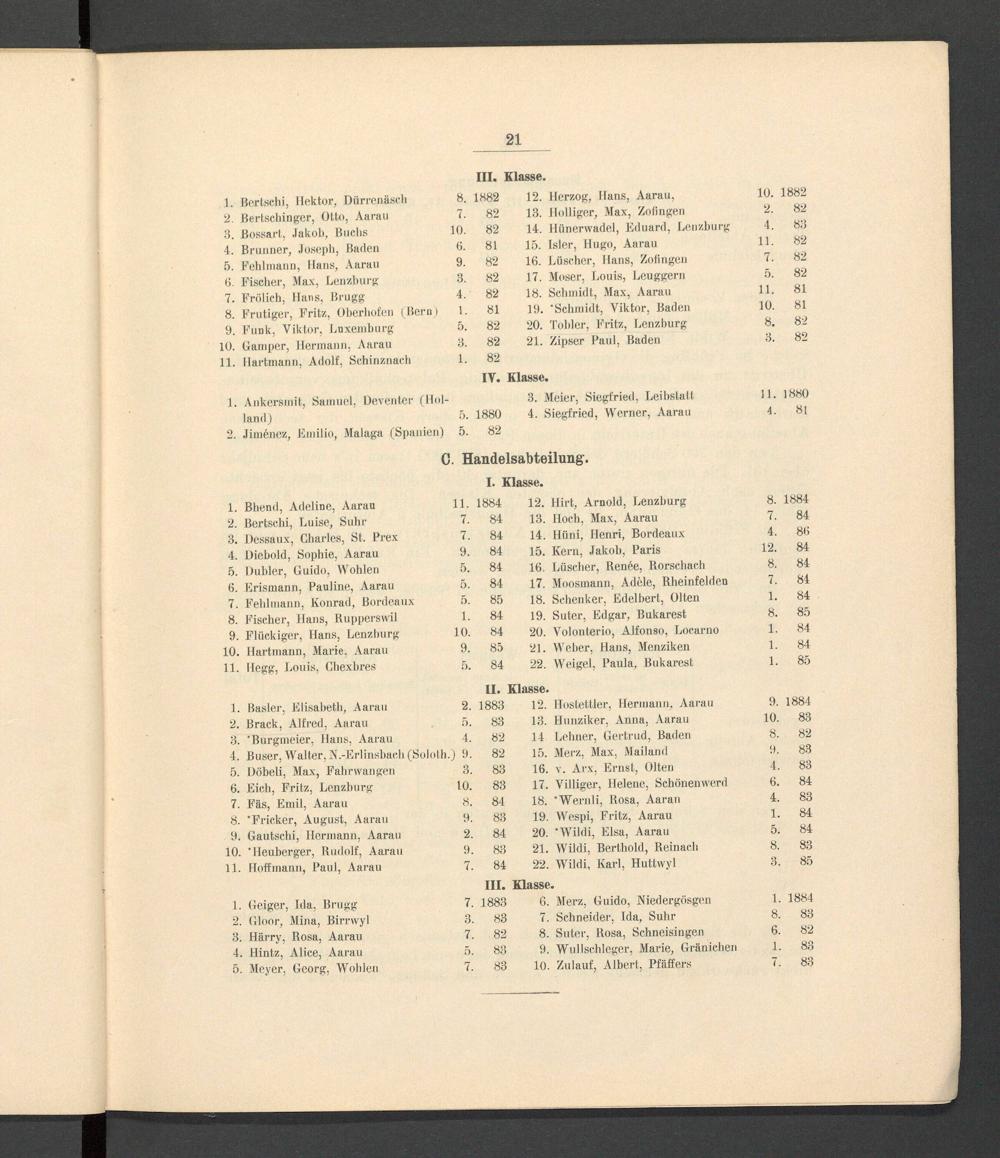 21
III. Klasse.
1. Bertschi, Hektor, Dürrenäsch 8. 1882
2. Bertschinger, Otto, Aarau 7. 82
3. Bossart, Jakob, Buchs 10. 82
4. Brunner, Joseph, Baden 6. 81
5. Fehlmann, Hans, Aarau 9. 82
6. Fischer, Max, Lenzburg 3. 82
7. Frölich, Hans, Brugg 4. 82
8. Frutiger, Fritz, Oberhofen (Bern) 1. 81
9. Funk, Viktor, Luxemburg 5. 82
10. Gamper, Hermann, Aarau 3. 82
11. Hartmann, Adolf, Schinznach 1. 82
12. Herzog, Hans, Aarau, 10. 1882
13. Holliger, Max, Zofingen 2. 82
14. Hünerwadel, Eduard, Lenzburg 4. 83
15. Isler, Hugo, Aarau 11. 82
16. Lüscher, Hans, Zofingen 7. 82
17. Moser, Louis, Leuggern 5. 82
18. Schmidt, Max, Aarau 11. 81
19. *Schmidt, Viktor, Baden 10. 81
20. Tobler, Fritz, Lenzburg 8. 82
21. Zipser Paul, Baden 3. 82
IV. Klasse.
1. Ankersmit, Samuel, Deventer (Hol-
land) 5. 1880
2. Jiménez, Emilio, Malaga (Spanien) 5. 82
3. Meier, Siegfried, Leibstatt 11. 1880
4. Siegfried, Werner, Aarau 4. 81
C. Handelsabteilung.
I. Klasse.
1. Bhend, Adeline, Aarau 11. 1884
2. Bertschi, Luise, Suhr 7. 84
3. Dessaux, Charles, St. Prex 7. 84
4. Diebold, Sophie, Aarau 9. 84
5. Dubler, Guido, Wohlen 5. 84
6. Erismann, Pauline, Aarau 5. 84
7. Fehlmann, Konrad, Bordeaux 5. 85
8. Fischer, Hans, Rupperswil 1. 84
9. Flückiger, Hans, Lenzburg 10. 84
10. Hartmann, Marie, Aarau 9. 85
11. Hegg, Louis, Chexbres 5. 84
12. Hirt, Arnold, Lenzburg 8. 1884
13. Hoch, Max, Aarau 7. 84
14. Hüni, Henri, Bordeaux 4. 86
15. Kern, Jakob, Paris 12. 84
16. Lüscher, Renée, Rorschach 8. 84
17. Moosmann, Adèle, Rheinfelden 7. 84
18. Schenker, Edelbert, Olten 1. 84
19. Suter, Edgar, Bukarest 8. 85
20. Volonterio, Alfonso, Locarno 1. 84
21. Weber, Hans, Menziken 1. 84
22. Weigel, Paula, Bukarest 1. 85
II. Klasse.
1. Basler, Elisabeth, Aarau 2. 1883
2. Brack, Alfred, Aarau 5. 83
3. *Burgmeier, Hans, Aarau 4. 82
4. Buser, Walter, N.-Erlinsbach (Soloth.) 9. 82
5. Döbeli, Max, Fahrwangen 3. 83
6. Eich, Fritz, Lenzburg 10. 83
7. Fäs, Emil, Aarau 8. 84
8. *Fricker, August, Aarau 9. 83
9. Gautschi, Hermann, Aarau 2. 84
10. *Heuberger, Rudolf, Aarau 9. 83
11. Hoffmann, Paul, Aarau 7. 84
12. Hostettler, Hermann, Aarau 9. 1884
13. Hunziker, Anna, Aarau 10. 83
14 Lehner, Gertrud, Baden 8. 82
15. Merz, Max, Mailand 9. 83
16. v. Arx, Ernst, Olten 4. 83
17. Villiger, Helene, Schönenwerd 6. 84
18. *Wernli, Rosa, Aarau 4. 83
19. Wespi, Fritz, Aarau 1. 84
20. *Wildi, Elsa, Aarau 5. 84
21. Wildi, Berthold, Reinach 8. 83
22. Wildi, Karl, Huttwyl 3. 85
III. Klasse.
1. Geiger, Ida, Brugg 7. 1883
2. Gloor, Mina, Birrwyl 3. 83
3. Härry, Rosa, Aarau 7. 82
4. Hintz, Alice, Aarau 5. 83
5. Meyer, Georg, Wohlen 7. 83
6. Merz, Guido, Niedergösgen 1. 1884
7. Schneider, Ida, Suhr 8. 83
8. Suter, Rosa, Schneisingen 6. 82
9. Wullschleger, Marie, Gränichen 1. 83
10. Zulauf, Albert, Pfäffers 7. 83